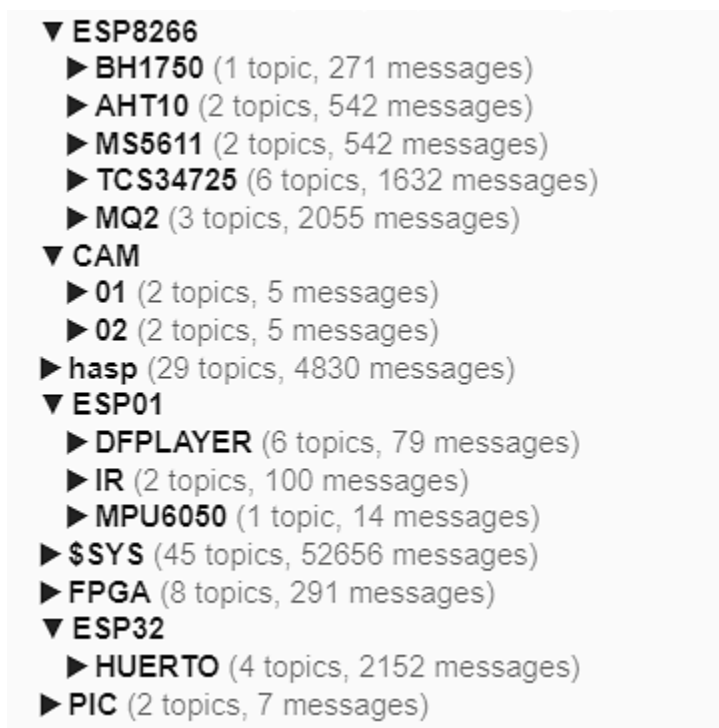 ▼ ESP8266
▶ BH1750 (1 topic, 271 messages)
▶ AHT10 (2 topics, 542 messages)
▶ MS5611 (2 topics, 542 messages)
▶ TCS34725 (6 topics, 1632 messages)
▶ MQ2 (3 topics, 2055 messages)
▼ CAM
▶ 01 (2 topics, 5 messages)
▶ 02 (2 topics, 5 messages)
▶ hasp (29 topics, 4830 messages)
▼ ESP01
▶ DFPLAYER (6 topics, 79 messages)
▶ IR (2 topics, 100 messages)
▶ MPU6050 (1 topic, 14 messages)
▶ $SYS (45 topics, 52656 messages)
▶ FPGA (8 topics, 291 messages)
▼ ESP32
▶ HUERTO (4 topics, 2152 messages)
▶ PIC (2 topics, 7 messages)